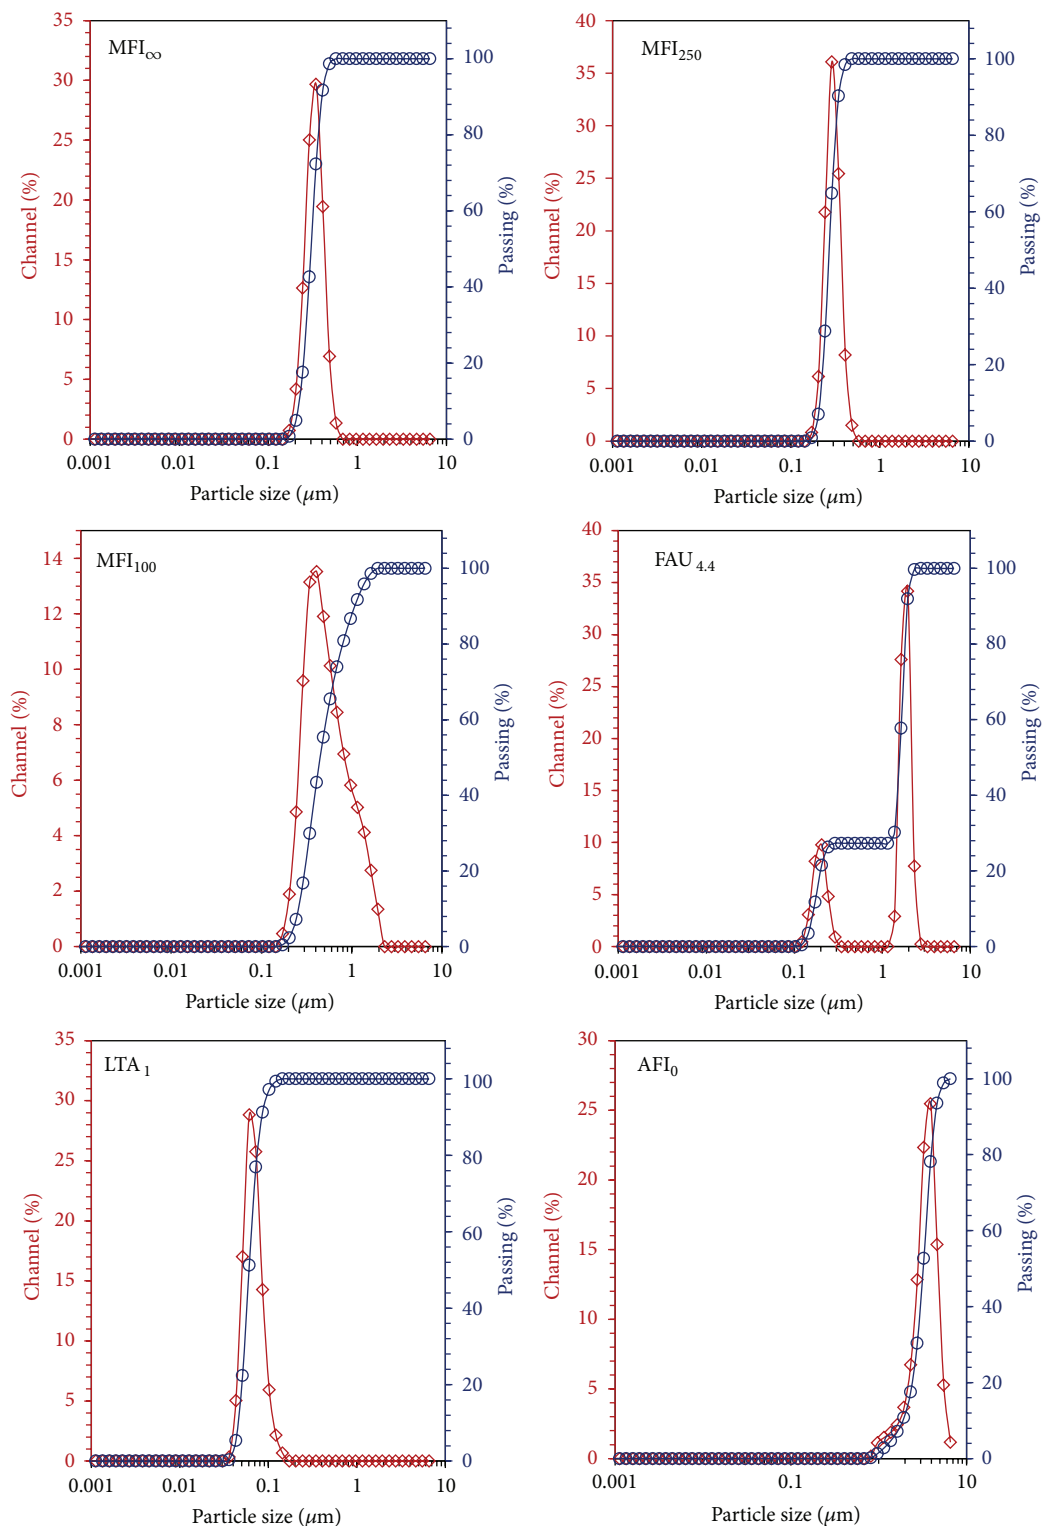 MFI∞
Channel (%)
35
30
25
20
15
10
5
0
Passing (%)
100
80
60
40
20
0
0.001 0.01 0.1 1 10
Particle size (μm)
MFI250
Channel (%)
40
35
30
25
20
15
10
5
0
Passing (%)
100
80
60
40
20
0
0.001 0.01 0.1 1 10
Particle size (μm)
MFI100
Channel (%)
14
12
10
8
6
4
2
0
Passing (%)
100
80
60
40
20
0
0.001 0.01 0.1 1 10
Particle size (μm)
FAU4.4
Channel (%)
40
35
30
25
20
15
10
5
0
Passing (%)
100
80
60
40
20
0
0.001 0.01 0.1 1 10
Particle size (μm)
LTA1
Channel (%)
35
30
25
20
15
10
5
0
Passing (%)
100
80
60
40
20
0
0.001 0.01 0.1 1 10
Particle size (μm)
AFI0
Channel (%)
30
25
20
15
10
5
0
Passing (%)
100
80
60
40
20
0
0.001 0.1 1 10
Particle size (μm)